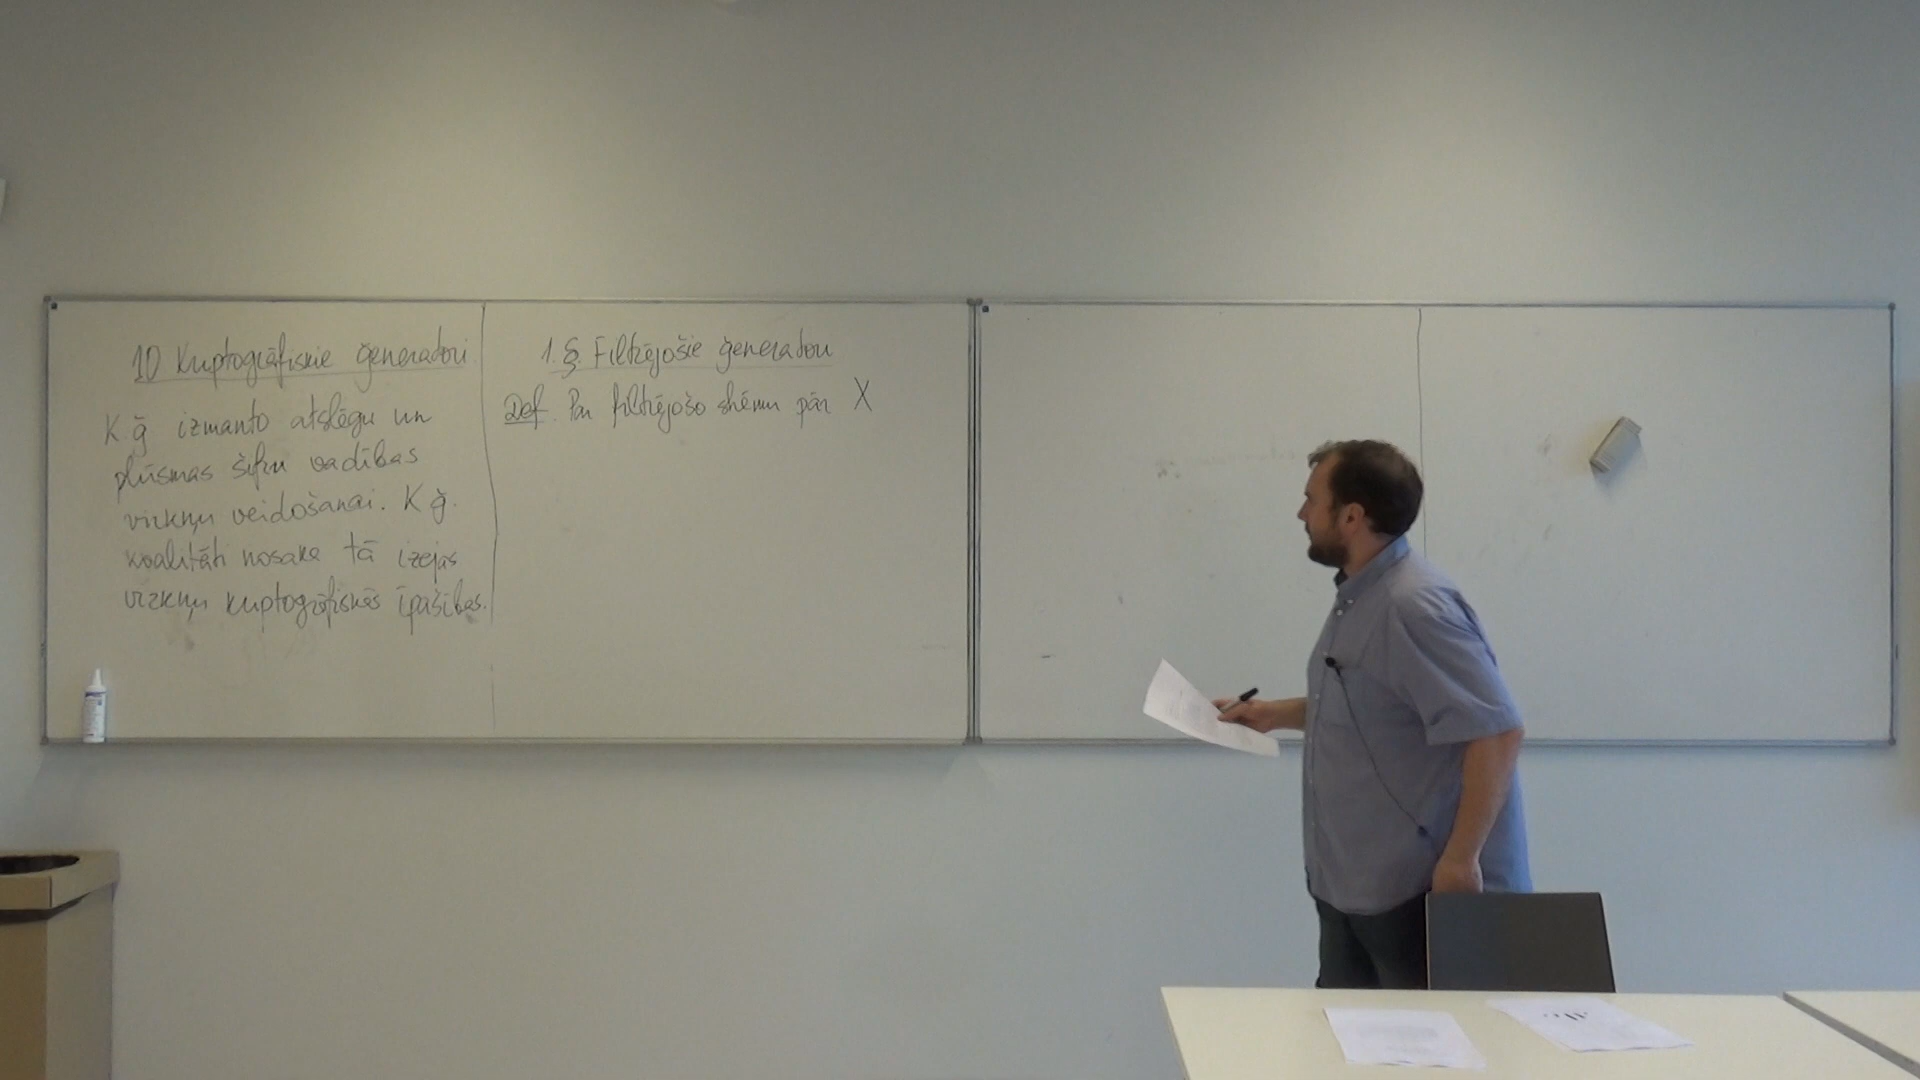 10 Kriptogrāfiskie ģeneratori
K.ģ izmanto atslēgu un
plūsmas šifru vadības
virkņu veidošanai. K ģ.
kvalitāti nosaka tā izejas
virkņu kriptogrāfiskās īpašības.
1.§. Filtrējošie ģeneratori
Def. Par filtrējošo shēmu pār X